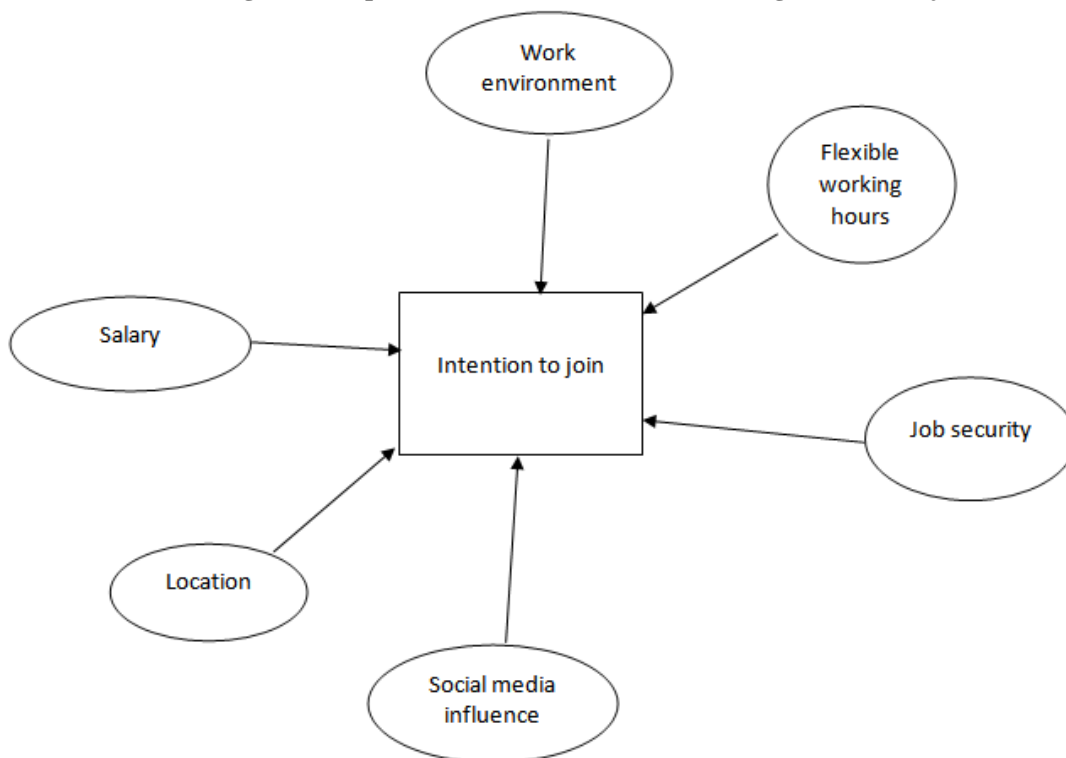 Work
environment
Flexible
working
hours
Salary
Intention to join
Job security
Location
Social media
influence